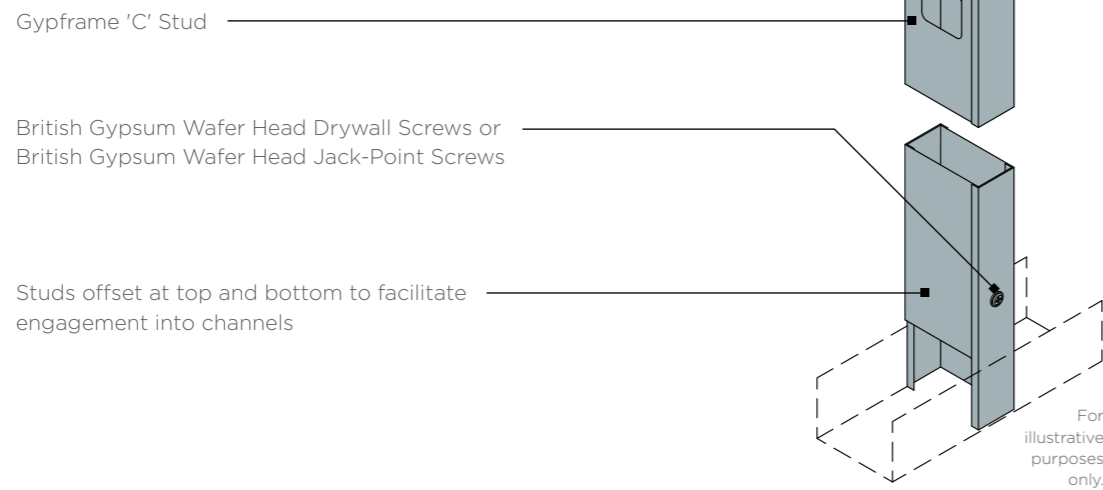 Gypframe 'C' Stud
British Gypsum Wafer Head Drywall Screws or
British Gypsum Wafer Head Jack-Point Screws
Studs offset at top and bottom to facilitate
engagement into channels
For
illustrative
purposes
only.